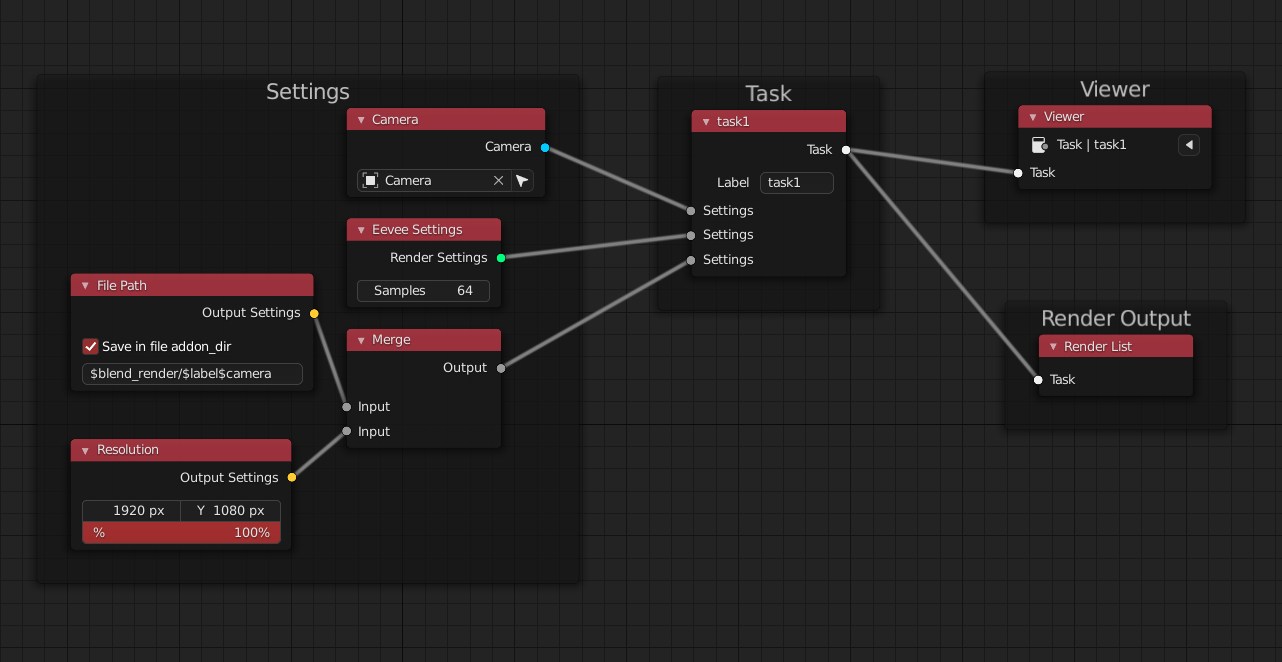 Settings
Camera
Camera
Camera
Eevee Settings
Render Settings
Samples 64
File Path
Output Settings
Save in file addon_dir
$blend_render/$label$camera
Merge
Output
Input
Input
Resolution
Output Settings
1920 px Y 1080 px
% 100%
Task
task1
Task
Label task1
Settings
Settings
Settings
Viewer
Viewer
Task | task1
Task
Render Output
Render List
Task